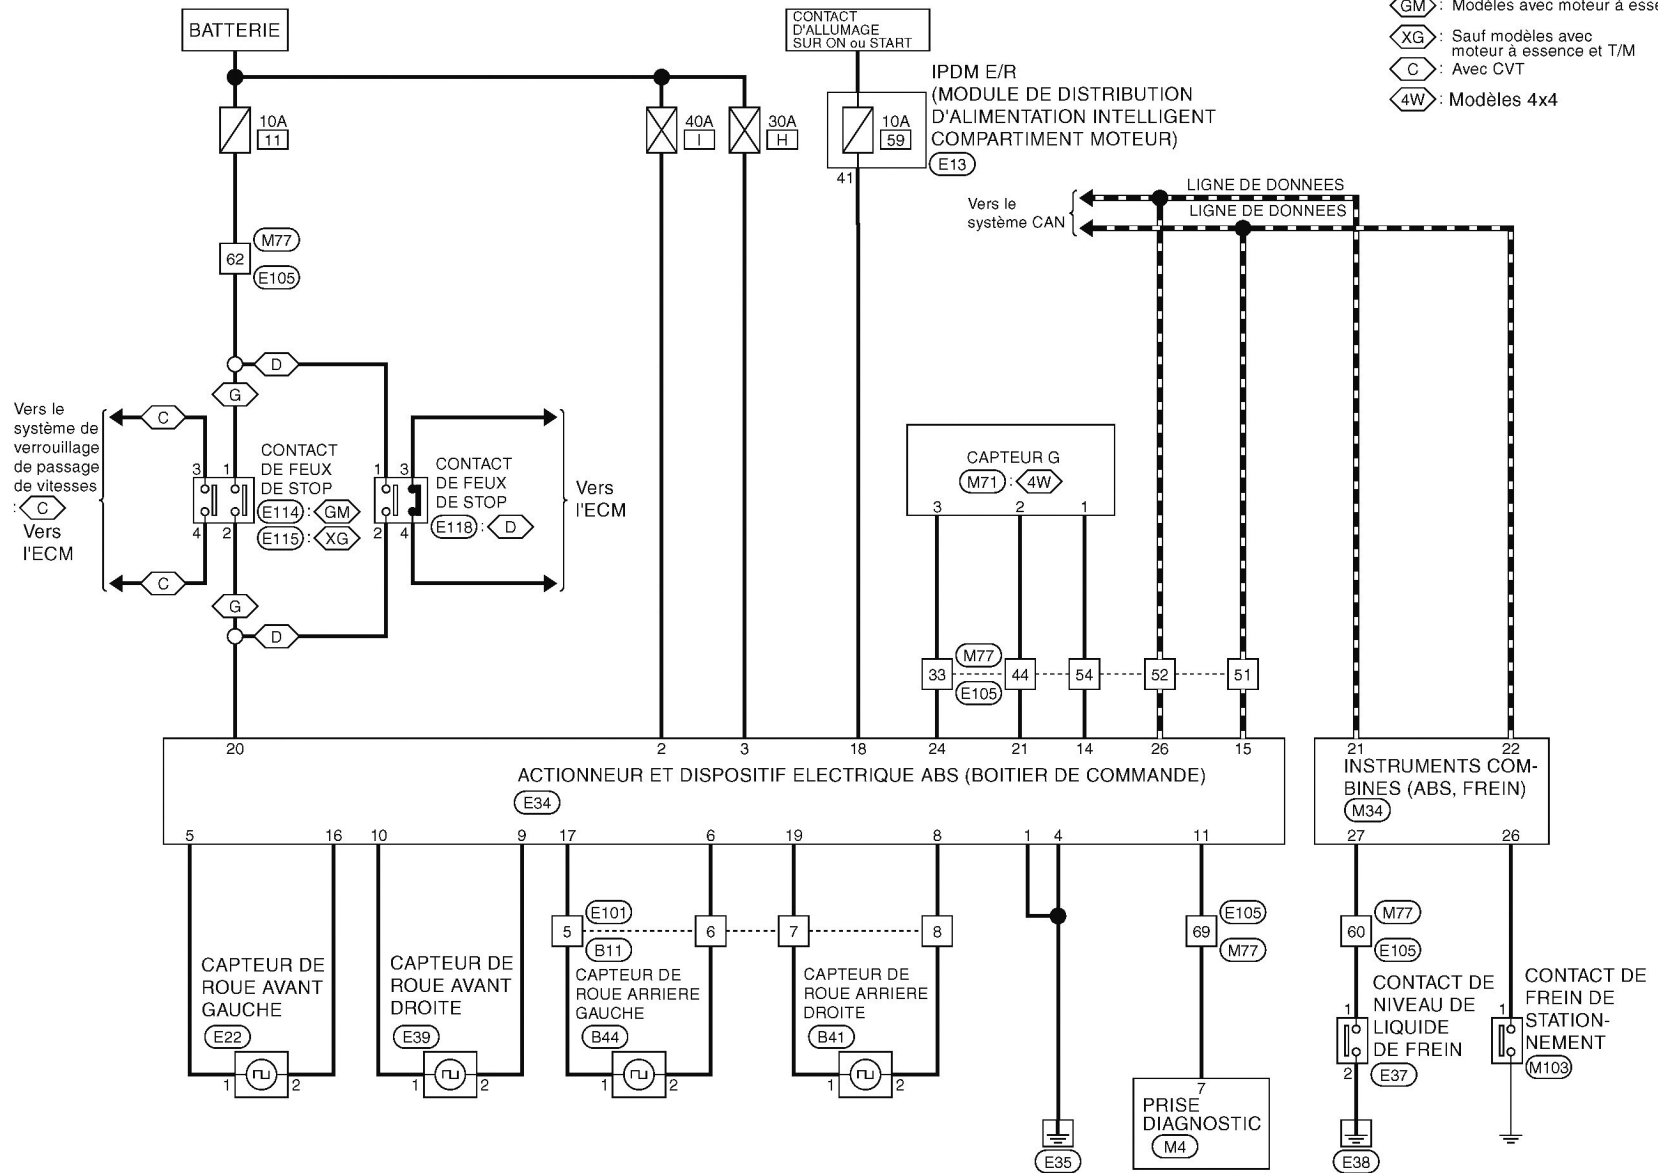 BATTERIE
CONTACT
D'ALLUMAGE
SUR ON ou START
GM : Modèles avec moteur à esse
XG : Sauf modèles avec
moteur à essence et T/M
C : Avec CVT
4W : Modèles 4x4
10A
11
40A
I
30A
H
10A
59
41
IPDM E/R
(MODULE DE DISTRIBUTION
D'ALIMENTATION INTELLIGENT
COMPARTIMENT MOTEUR)
E13
Vers le
système CAN
LIGNE DE DONNEES
LIGNE DE DONNEES
62
M77
E105
D
G
Vers le
système de
verrouillage
de passage
de vitesses
: C
Vers
l'ECM
C
C
3 1
4 2
CONTACT
DE FEUX
DE STOP
E114 : GM
E115 : XG
1 3
2 4
CONTACT
DE FEUX
DE STOP
E118 : D
Vers
l'ECM
G
D
CAPTEUR G
M71 : 4W
3 2 1
33
M77
E105
44
54
52
51
20 2 3 18 24 21 14 26 15
ACTIONNEUR ET DISPOSITIF ELECTRIQUE ABS (BOITIER DE COMMANDE)
E34
5 16 10 9 17 6 19 8 1 4 11
21 22
INSTRUMENTS COM-
BINES (ABS, FREIN)
M34
27 26
5
E101
B11
6
7
8
69
E105
M77
60
M77
E105
CAPTEUR DE
ROUE AVANT
GAUCHE
E22
1 2
CAPTEUR DE
ROUE AVANT
DROITE
E39
1 2
CAPTEUR DE
ROUE ARRIERE
GAUCHE
B44
1 2
CAPTEUR DE
ROUE ARRIERE
DROITE
B41
1 2
E35
7
PRISE
DIAGNOSTIC
M4
CONTACT DE
NIVEAU DE
LIQUIDE
DE FREIN
E37
1
2
E38
CONTACT DE
FREIN DE
STATION-
NEMENT
M103
1